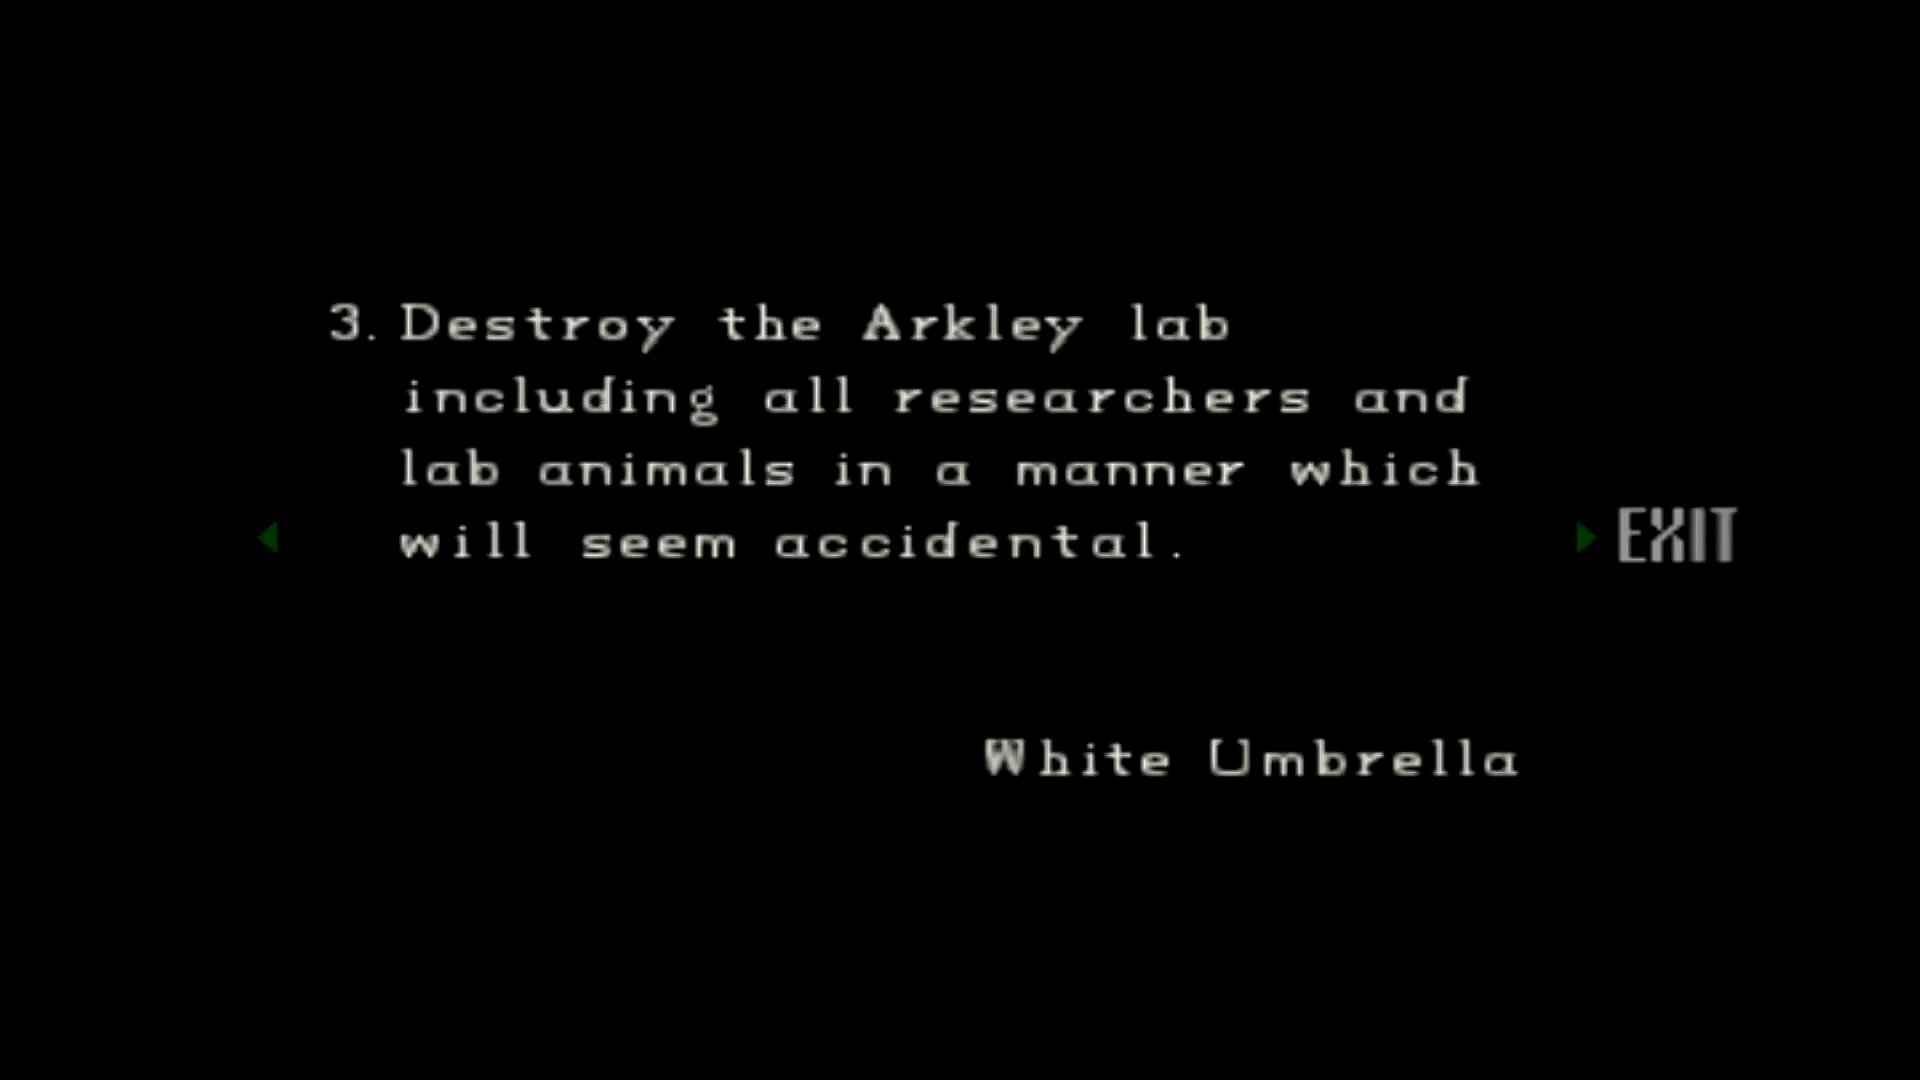 3. Destroy the Arkley lab
including all researchers and
lab animals in a manner which
will seem accidental.
EXIT
White Umbrella